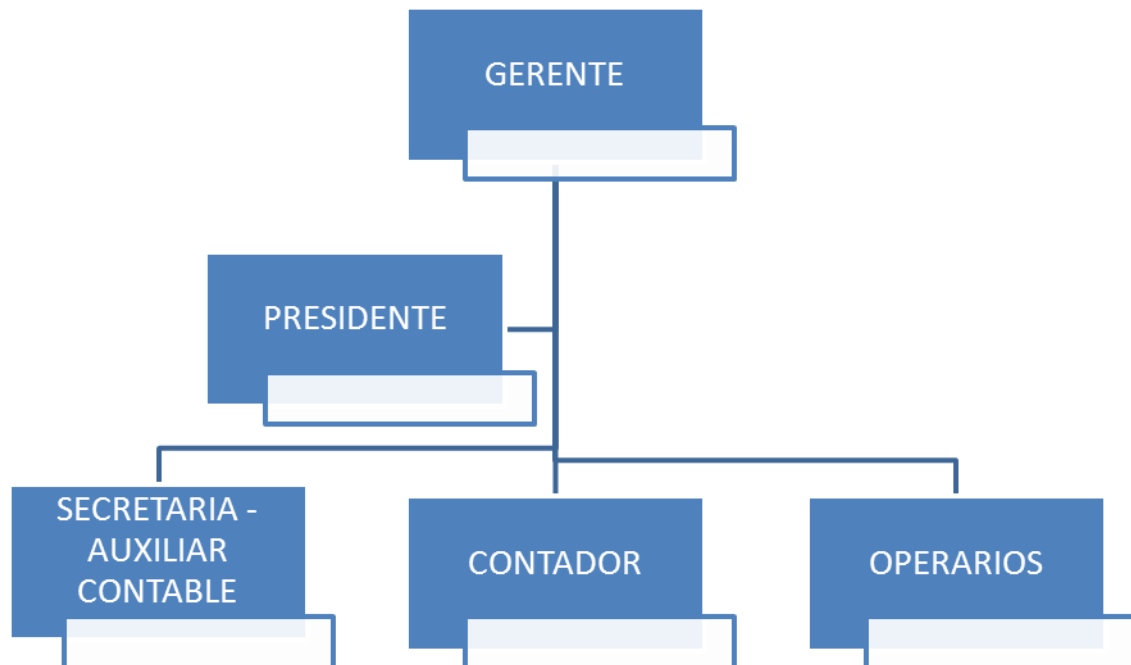 GERENTE
PRESIDENTE
SECRETARIA -
AUXILIAR
CONTABLE
CONTADOR
OPERARIOS